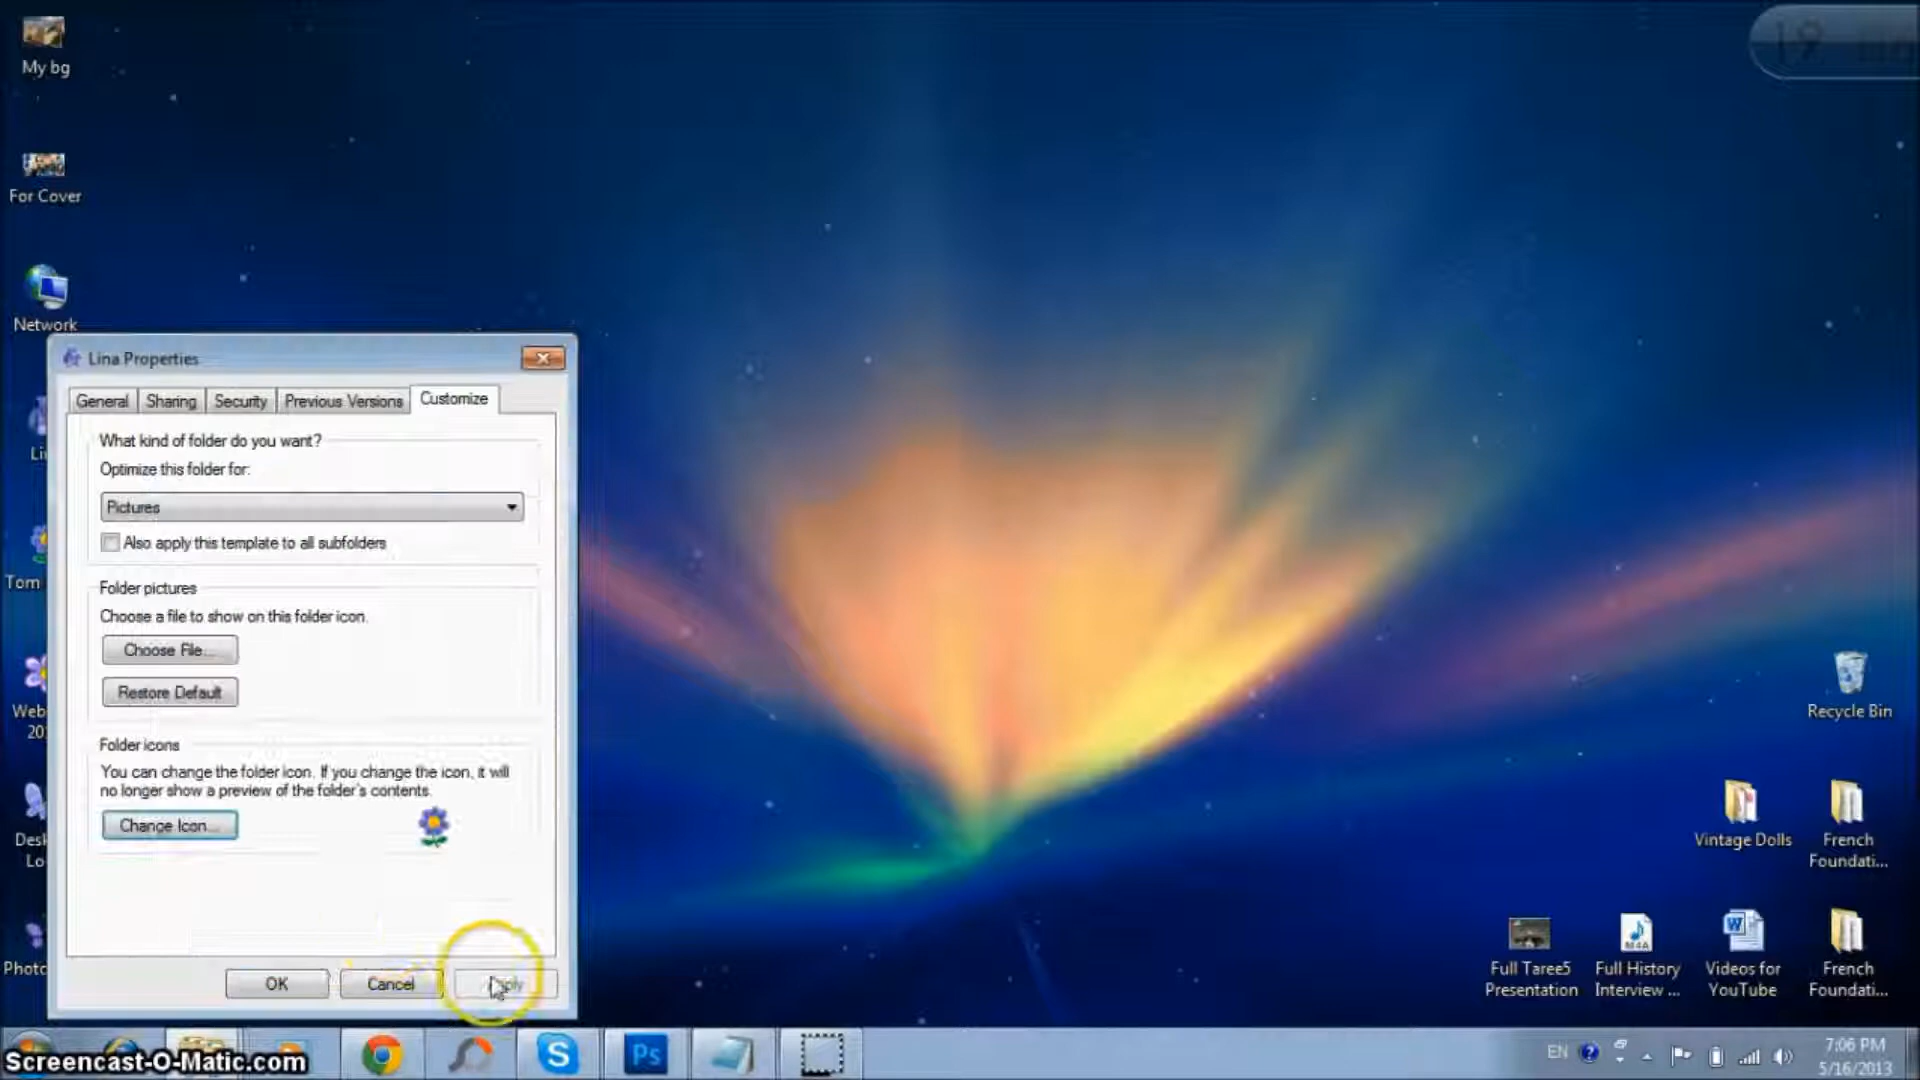 My bg
For Cover
Network
Lina Properties
General
Sharing
Security
Previous Versions
Customize
What kind of folder do you want?
Optimize this folder for:
Pictures
Also apply this template to all subfolders
Folder pictures
Choose a file to show on this folder icon.
Choose File...
Restore Default
Folder icons
You can change the folder icon. If you change the icon, it will
no longer show a preview of the folder's contents.
Change Icon...
OK
Cancel
Tom
Web
Recycle Bin
Vintage Dolls
French
Foundati...
Full Taree5
Presentation
Full History
Interview ...
M4A
Videos for
YouTube
French
Foundati...
Ps
EN
7:06 PM
5/16/2013
Screencast-O-Matic.com